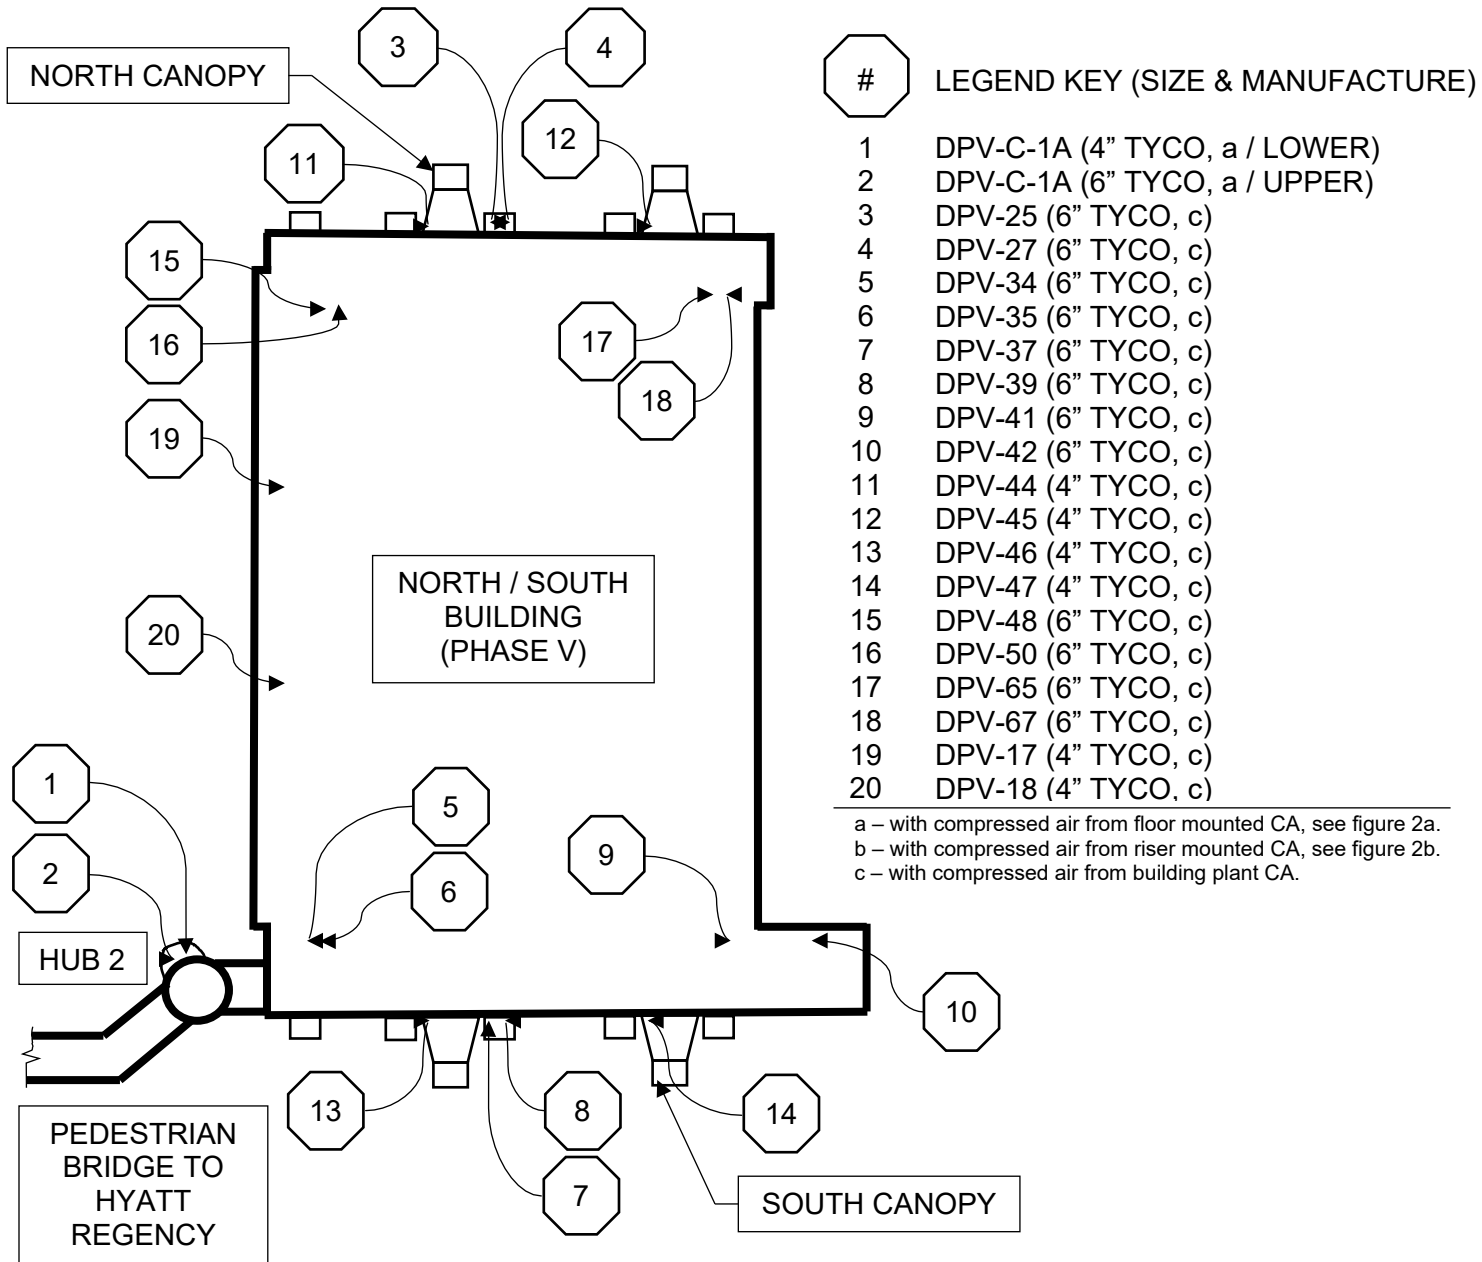 3
4
#
LEGEND KEY (SIZE & MANUFACTURE)
NORTH CANOPY
11
12
1 DPV-C-1A (4” TYCO, a / LOWER)
2 DPV-C-1A (6” TYCO, a / UPPER)
3 DPV-25 (6” TYCO, c)
4 DPV-27 (6” TYCO, c)
5 DPV-34 (6” TYCO, c)
6 DPV-35 (6” TYCO, c)
7 DPV-37 (6” TYCO, c)
8 DPV-39 (6” TYCO, c)
9 DPV-41 (6” TYCO, c)
10 DPV-42 (6” TYCO, c)
11 DPV-44 (4” TYCO, c)
12 DPV-45 (4” TYCO, c)
13 DPV-46 (4” TYCO, c)
14 DPV-47 (4” TYCO, c)
15 DPV-48 (6” TYCO, c)
16 DPV-50 (6” TYCO, c)
17 DPV-65 (6” TYCO, c)
18 DPV-67 (6” TYCO, c)
19 DPV-17 (4” TYCO, c)
20 DPV-18 (4” TYCO, c)
a – with compressed air from floor mounted CA, see figure 2a.
b – with compressed air from riser mounted CA, see figure 2b.
c – with compressed air from building plant CA.
15
16
17
18
19
NORTH / SOUTH
BUILDING
(PHASE V)
20
1
5
2
6
9
HUB 2
10
13
8
14
7
PEDESTRIAN
BRIDGE TO
HYATT
REGENCY
SOUTH CANOPY